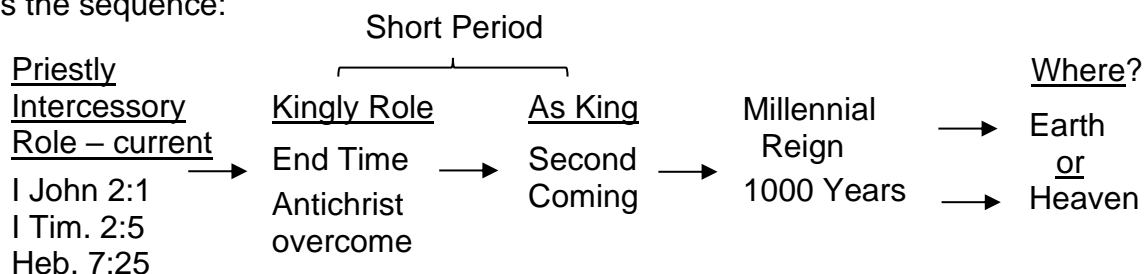 s the sequence:
Short Period
Priestly
Intercessory
Role – current
I John 2:1
I Tim. 2:5
Heb. 7:25
Kingly Role
End Time
Antichrist
overcome
As King
Second
Coming
Millennial
Reign
1000 Years
Where?
Earth
or
Heaven